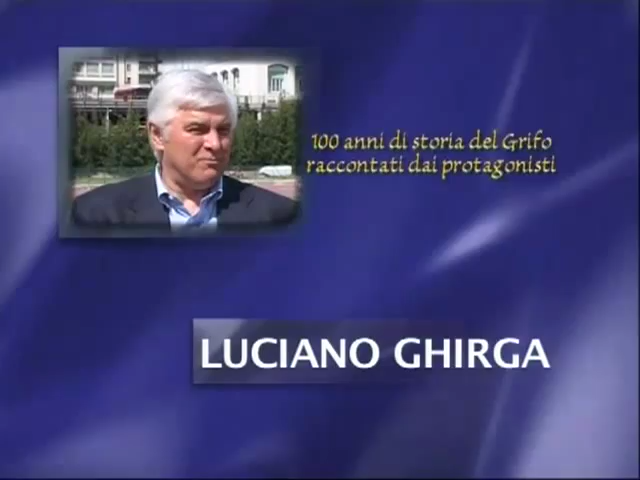 100 anni di storia del Grifo
raccontati dai protagonisti
LUCIANO GHIRGA